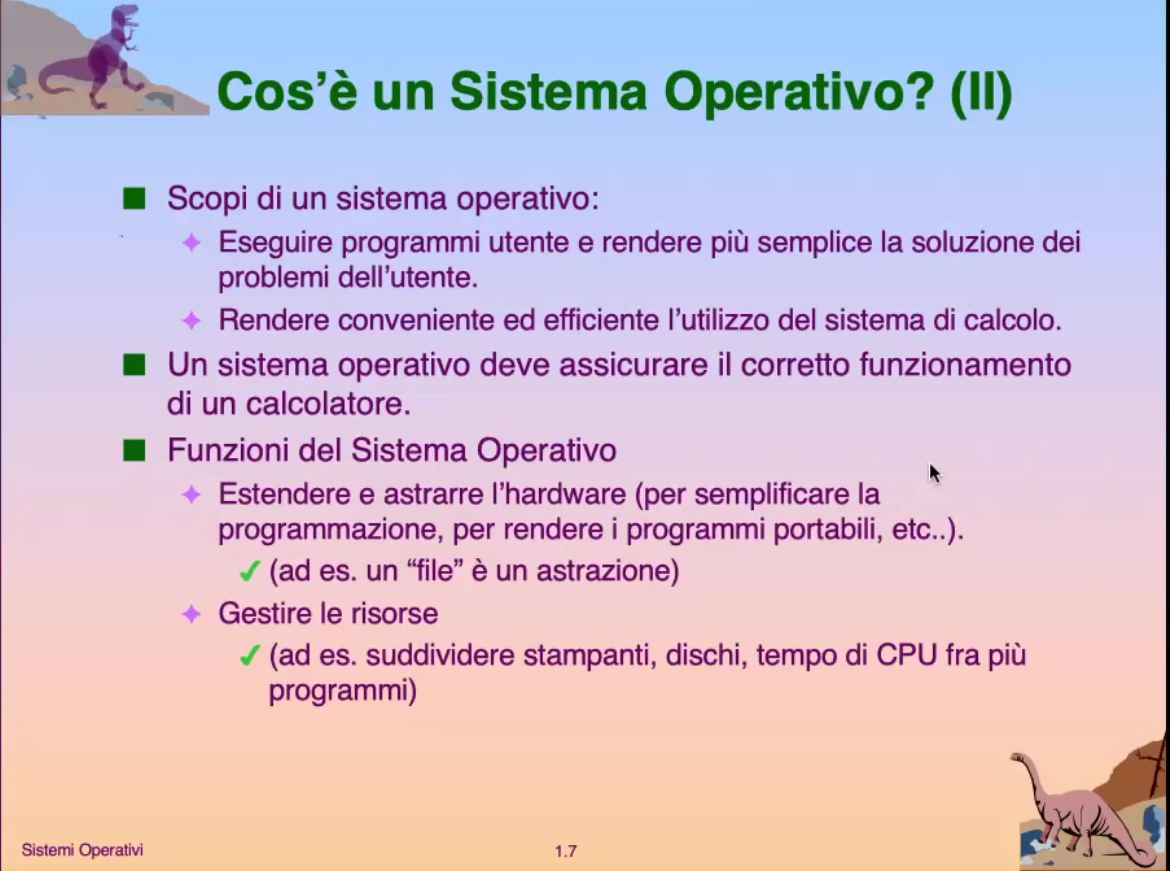 Cos’è un Sistema Operativo? (II)
Scopi di un sistema operativo:
Eseguire programmi utente e rendere più semplice la soluzione dei
problemi dell’utente.
Rendere conveniente ed efficiente l’utilizzo del sistema di calcolo.
Un sistema operativo deve assicurare il corretto funzionamento
di un calcolatore.
Funzioni del Sistema Operativo
Estendere e astrarre l’hardware (per semplificare la
programmazione, per rendere i programmi portabili, etc..).
(ad es. un “file” è un astrazione)
Gestire le risorse
(ad es. suddividere stampanti, dischi, tempo di CPU fra più
programmi)
Sistemi Operativi
1.7